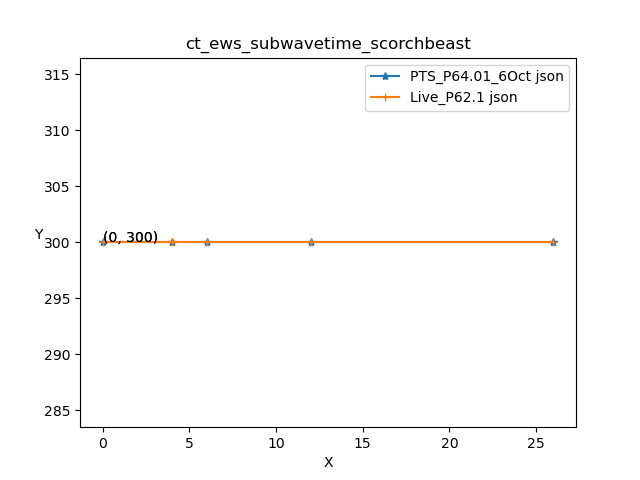 ct_ews_subwavetime_scorchbeast
PTS_P64.01_6Oct json
Live_P62.1 json
315
310
305
Y
300
(0, 300)
295
290
285
0 5 10 15 20 25
X